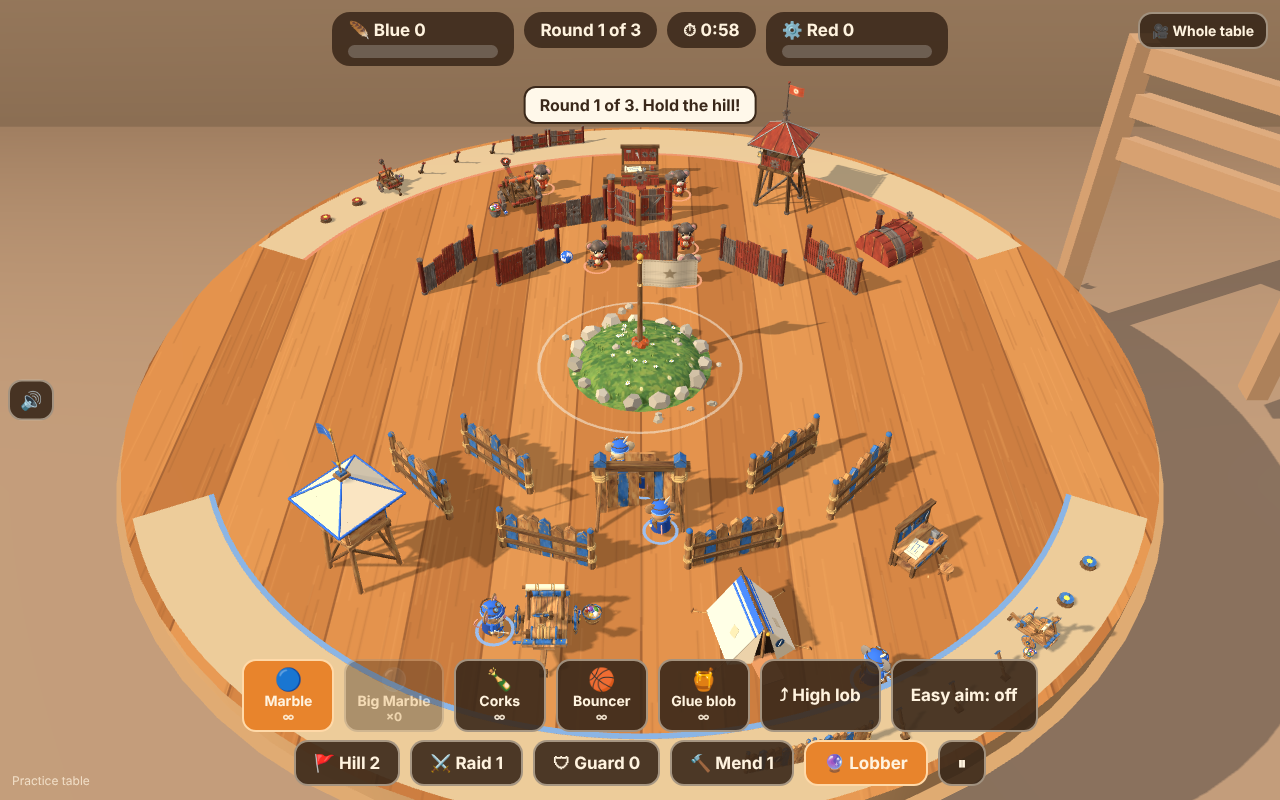 Blue 0
Round 1 of 3
0:58
Red 0
Whole table
Round 1 of 3. Hold the hill!
Marble
∞
Big Marble
×0
Corks
∞
Bouncer
∞
Glue blob
∞
High lob
Easy aim: off
Hill 2
Raid 1
Guard 0
Mend 1
Lobber
Practice table